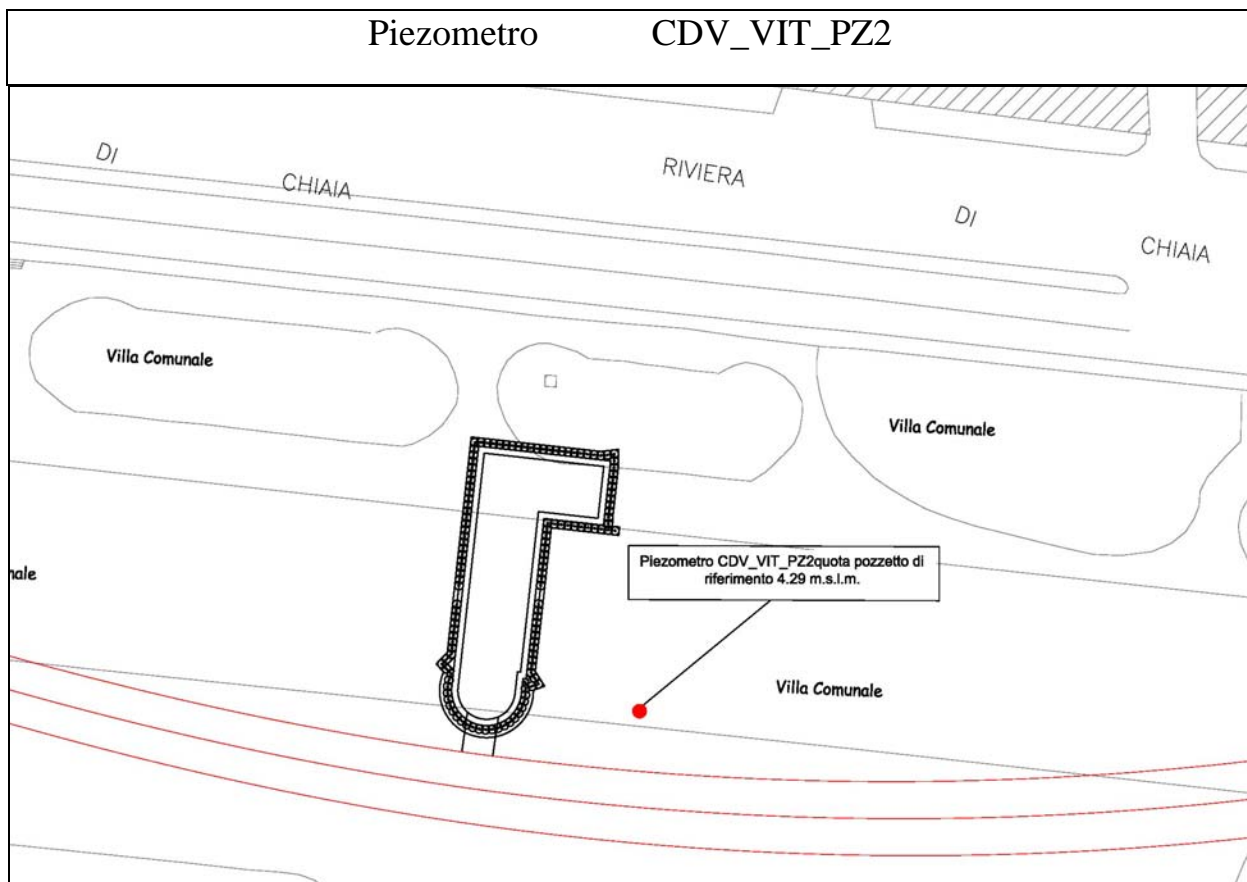 Piezometro CDV_VIT_PZ2
DI
CHIAIA
RIVIERA
DI
CHIAIA
Villa Comunale
Villa Comunale
nale
Piezometro CDV_VIT_PZ2quota pozzetto di
riferimento 4.29 m.s.l.m.
Villa Comunale